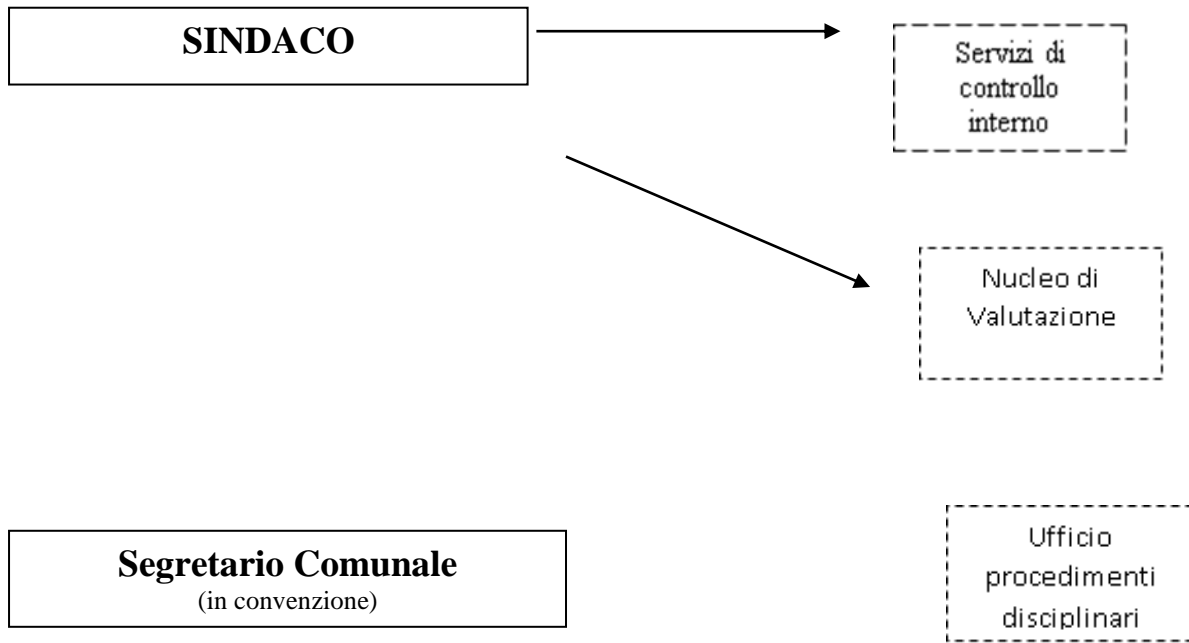 SINDACO
Servizi di
controllo
interno
Nucleo di
Valutazione
Segretario Comunale
(in convenzione)
Ufficio
procedimenti
disciplinari